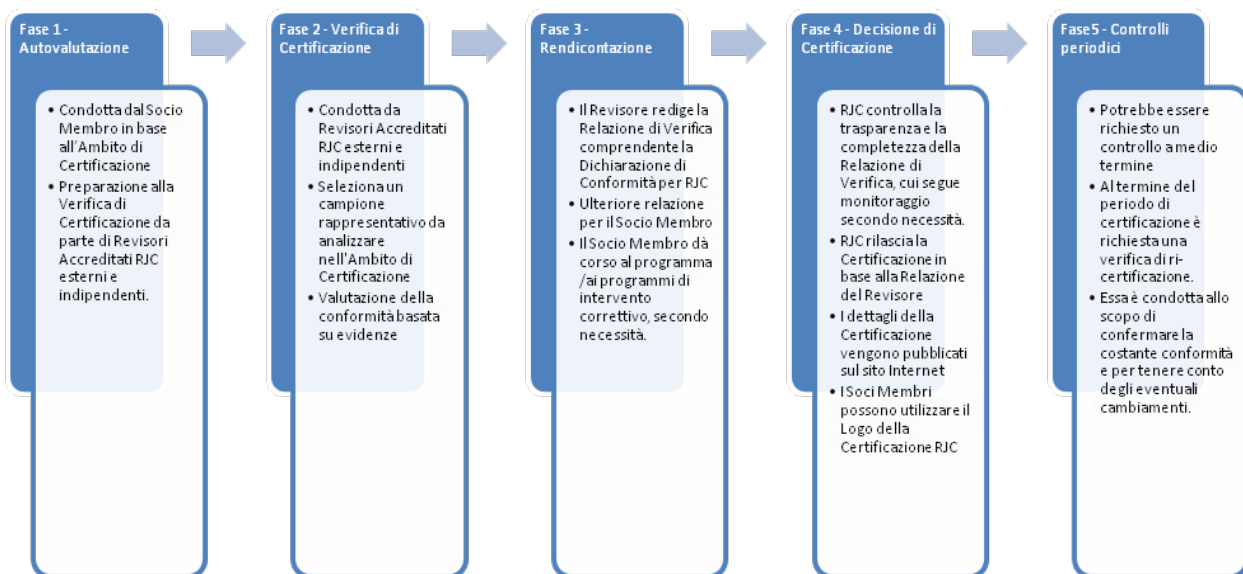 Fase 1 -
Autovalutazione
• Condotta dal Socio
Membro in base
all'Ambito di
Certificazione
• Preparazione alla
Verifica di
Certificazione da
parte di Revisori
Accreditati RJC
esterni e
indipendenti.
Fase 2 - Verifica di
Certificazione
• Condotta da
Revisori Accreditati
RJC esterni e
indipendenti
• Seleziona un
campione
rappresentativo da
analizzare
nell'Ambito di
Certificazione
• Valutazione della
conformità basata
su evidenze
Fase 3 -
Rendicontazione
• Il Revisore redige la
Relazione di Verifica
comprendente la
Dichiarazione di
Conformità per RJC
• Ulteriore relazione
per il Socio Membro
• Il Socio Membro dà
corso al programma
/ai programmi di
intervento
correttivo, secondo
necessità.
Fase 4 - Decisione di
Certificazione
• RJC controlla la
trasparenza e la
completezza della
Relazione di
Verifica, cui segue
monitoraggio
secondo necessità.
• RJC rilascia la
Certificazione in
base alla Relazione
del Revisore
• I dettagli della
Certificazione
vengono pubblicati
sul sito Internet
• I Soci Membri
possono utilizzare il
Logo della
Certificazione RJC
Fase5 - Controlli
periodici
• Potrebbe essere
richiesto un
controllo a medio
termine
• Al termine del
periodo di
certificazione è
richiesta una
verifica di ri-
certificazione.
• Essa è condotta allo
scopo di
confermare la
costante conformità
e per tenere conto
degli eventuali
cambiamenti.